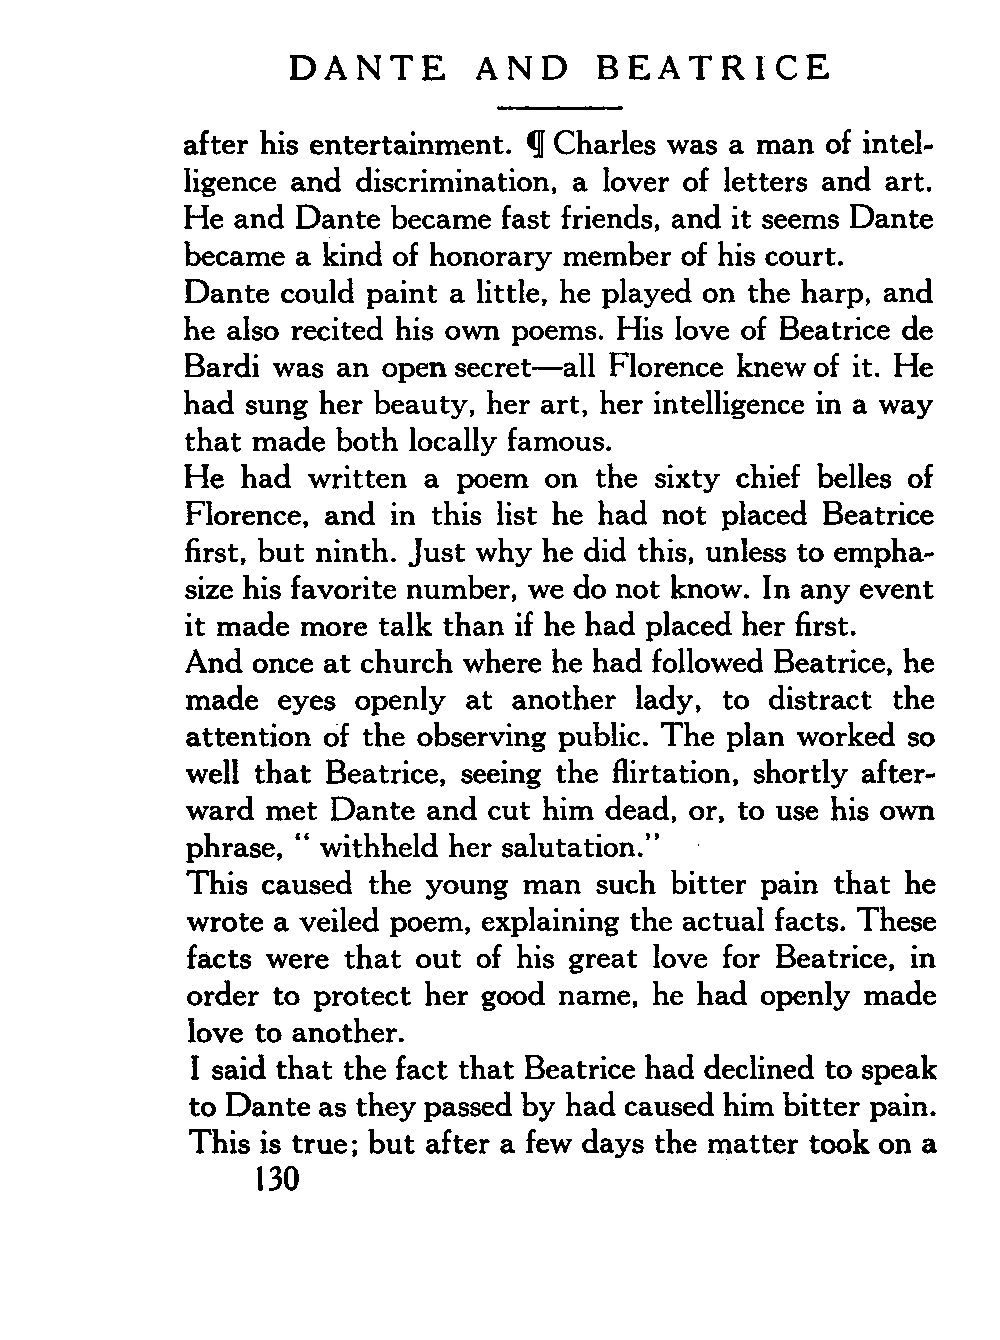 DANTE AND BEATRICE
after his entertainment. ¶ Charles was a man of intel-
ligence and discrimination, a lover of letters and art.
He and Dante became fast friends, and it seems Dante
became a kind of honorary member of his court.
Dante could paint a little, he played on the harp, and
he also recited his own poems. His love of Beatrice de
Bardi was an open secret—all Florence knew of it. He
had sung her beauty, her art, her intelligence in a way
that made both locally famous.
He had written a poem on the sixty chief belles of
Florence, and in this list he had not placed Beatrice
first, but ninth. Just why he did this, unless to empha-
size his favorite number, we do not know. In any event
it made more talk than if he had placed her first.
And once at church where he had followed Beatrice, he
made eyes openly at another lady, to distract the
attention of the observing public. The plan worked so
well that Beatrice, seeing the flirtation, shortly after-
ward met Dante and cut him dead, or, to use his own
phrase, “ withheld her salutation.”
This caused the young man such bitter pain that he
wrote a veiled poem, explaining the actual facts. These
facts were that out of his great love for Beatrice, in
order to protect her good name, he had openly made
love to another.
I said that the fact that Beatrice had declined to speak
to Dante as they passed by had caused him bitter pain.
This is true; but after a few days the matter took on a
130